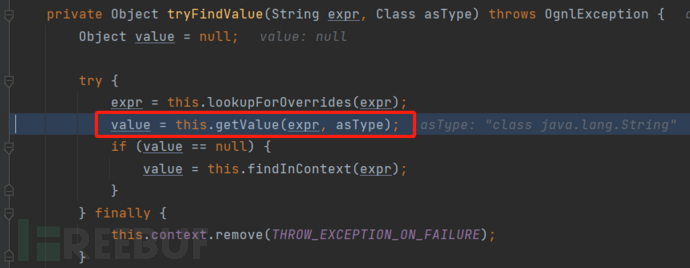 private Object tryFindValue(String expr, Class asType) throws OgnlException {
Object value = null; value: null
try {
expr = this.lookupForOverrides(expr);
value = this.getValue(expr, asType); asType: "class java.lang.String"
if (value == null) {
value = this.findInContext(expr);
}
} finally {
this.context.remove(THROW_EXCEPTION_ON_FAILURE);
}
REEBUF